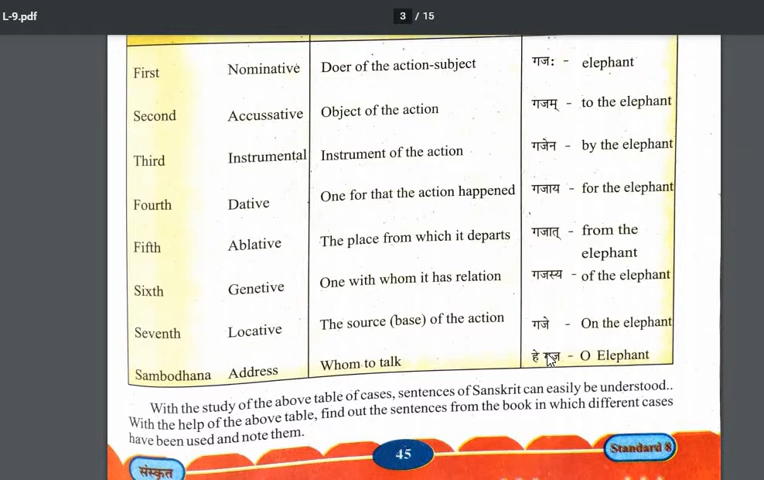 L-9.pdf
3 / 15
First Nominative Doer of the action-subject गजः - elephant
Second Accussative Object of the action गजम् - to the elephant
Third Instrumental Instrument of the action गजेन - by the elephant
Fourth Dative One for that the action happened गजाय - for the elephant
Fifth Ablative The place from which it departs गजात् - from the
elephant
Sixth Genetive One with whom it has relation गजस्य - of the elephant
Seventh Locative The source (base) of the action गजे - On the elephant
Sambodhana Address Whom to talk हे गज - O Elephant
With the study of the above table of cases, sentences of Sanskrit can easily be understood..
With the help of the above table, find out the sentences from the book in which different cases
have been used and note them.
संस्कृत 45 Standard 8